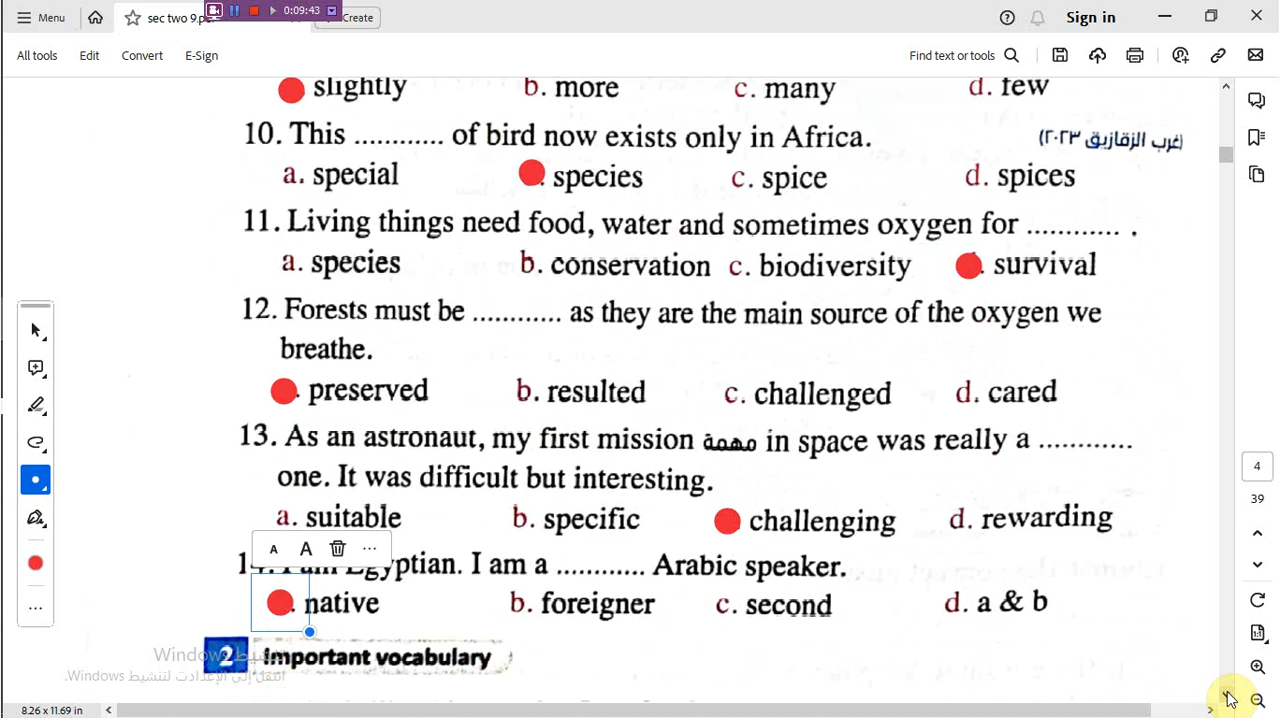 Menu
sec two 9.p
0:09:43
Create
Sign in
All tools
Edit
Convert
E-Sign
Find text or tools
slightly b. more c. many d. few
10. This ............ of bird now exists only in Africa. (غرب الزقازيق ٢٠٢٣)
a. special . species c. spice d. spices
11. Living things need food, water and sometimes oxygen for ............ .
a. species b. conservation c. biodiversity . survival
12. Forests must be ............ as they are the main source of the oxygen we
breathe.
. preserved b. resulted c. challenged d. cared
13. As an astronaut, my first mission مهمة in space was really a ............
one. It was difficult but interesting.
a. suitable b. specific challenging d. rewarding
A A ...
Egyptian. I am a ............ Arabic speaker.
. native b. foreigner c. second d. a & b
2 Important vocabulary
تنشيط Windows
انتقل إلى الإعدادات لتنشيط Windows.
4
39
8.26 x 11.69 in